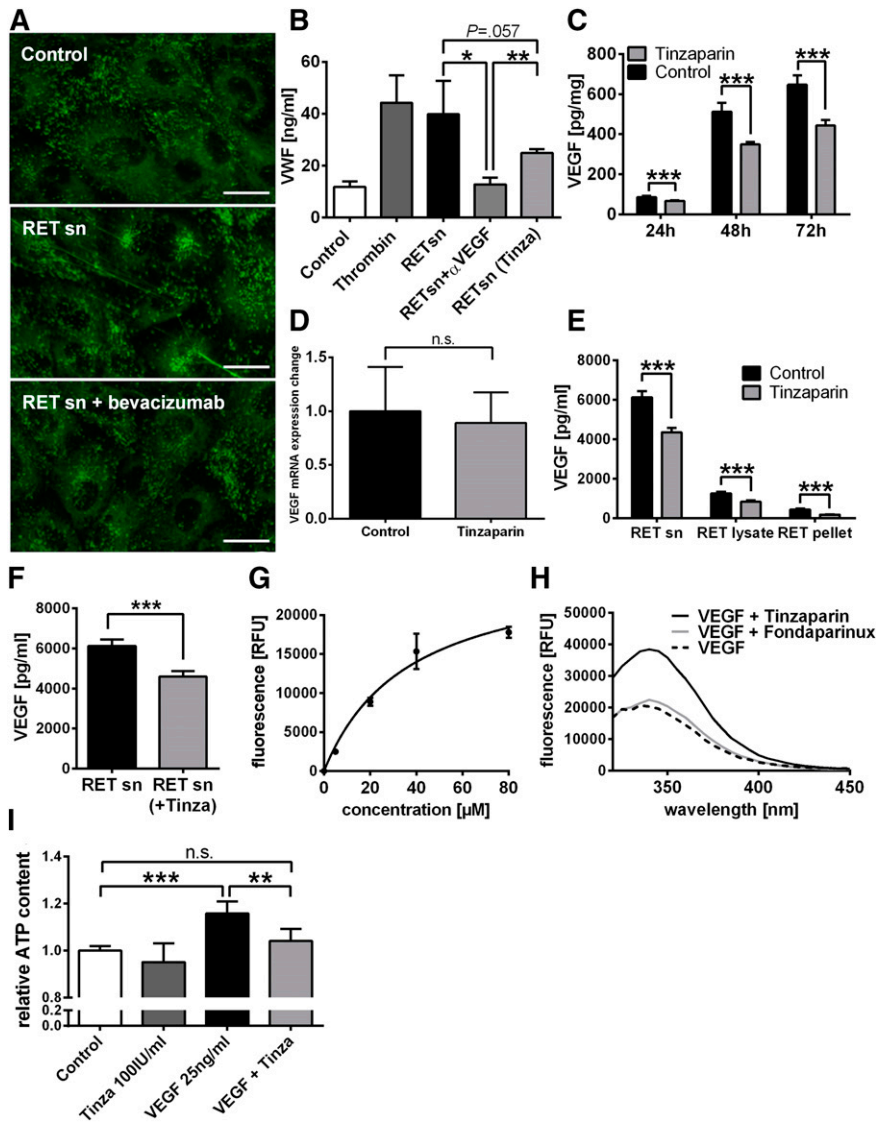 A
Control
RET sn
RET sn + bevacizumab
B
P=.057
*
**
VWF [ng/ml]
60
40
20
0
Control
Thrombin
RETsn
RETsn+α VEGF
RETsn (Tinza)
C
Tinzaparin
Control
***
***
***
VEGF [pg/mg]
800
600
400
200
0
24h
48h
72h
D
n.s.
VEGF mRNA expression change
1.5
1.0
0.5
0.0
Control
Tinzaparin
E
Control
Tinzaparin
***
***
***
VEGF [pg/ml]
8000
6000
4000
2000
0
RET sn
RET lysate
RET pellet
F
***
VEGF [pg/ml]
8000
6000
4000
2000
0
RET sn
RET sn
(+Tinza)
G
fluorescence [RFU]
20000
15000
10000
5000
0
0
20
40
60
80
concentration [µM]
H
VEGF + Tinzaparin
VEGF + Fondaparinux
VEGF
fluorescence [RFU]
50000
40000
30000
20000
10000
0
350
400
450
wavelength [nm]
I
n.s.
***
**
relative ATP content
1.4
1.2
1.0
0.8
0.2
0.0
Control
Tinza 100IU/ml
VEGF 25ng/ml
VEGF + Tinza